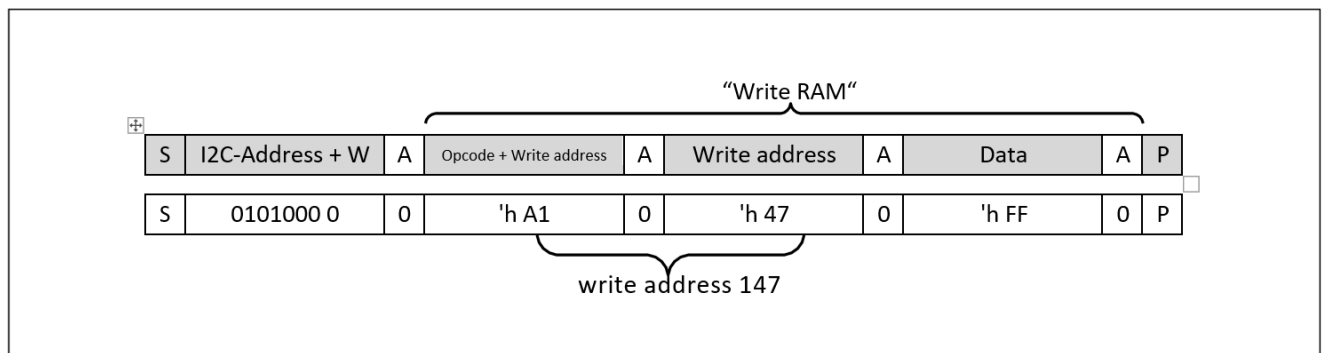 “Write RAM“
S I2C-Address + W A Opcode + Write address A Write address A Data A P
S 0101000 0 0 'h A1 0 'h 47 0 'h FF 0 P
write address 147